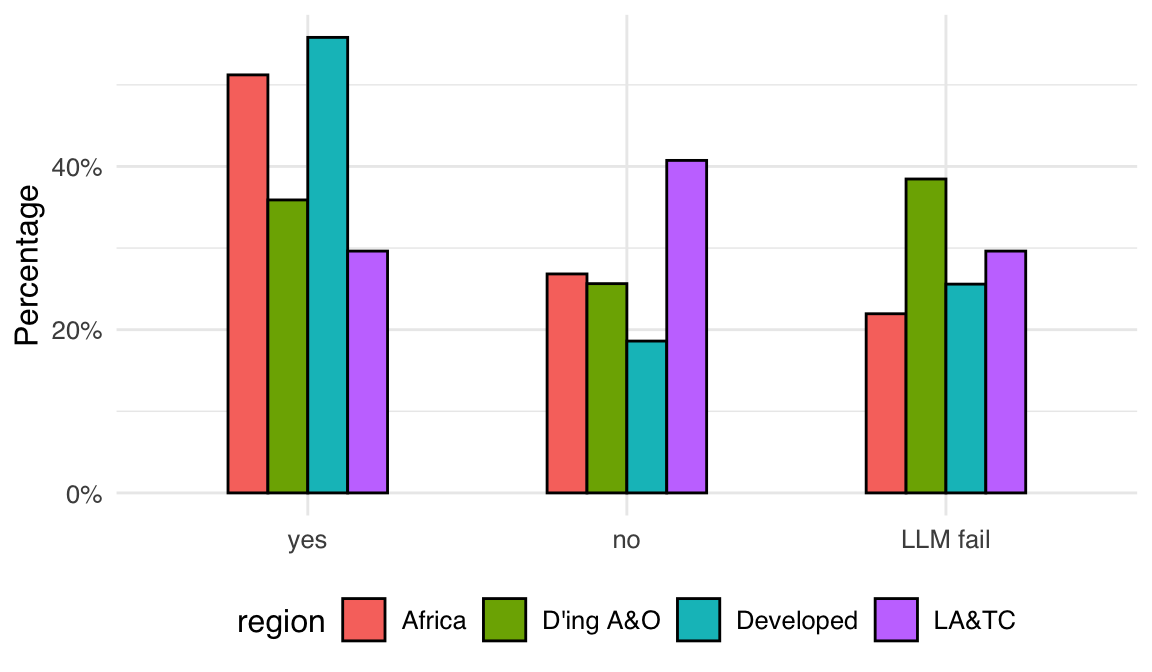 Percentage
40%
20%
0%
yes no LLM fail
region Africa D'ing A&O Developed LA&TC